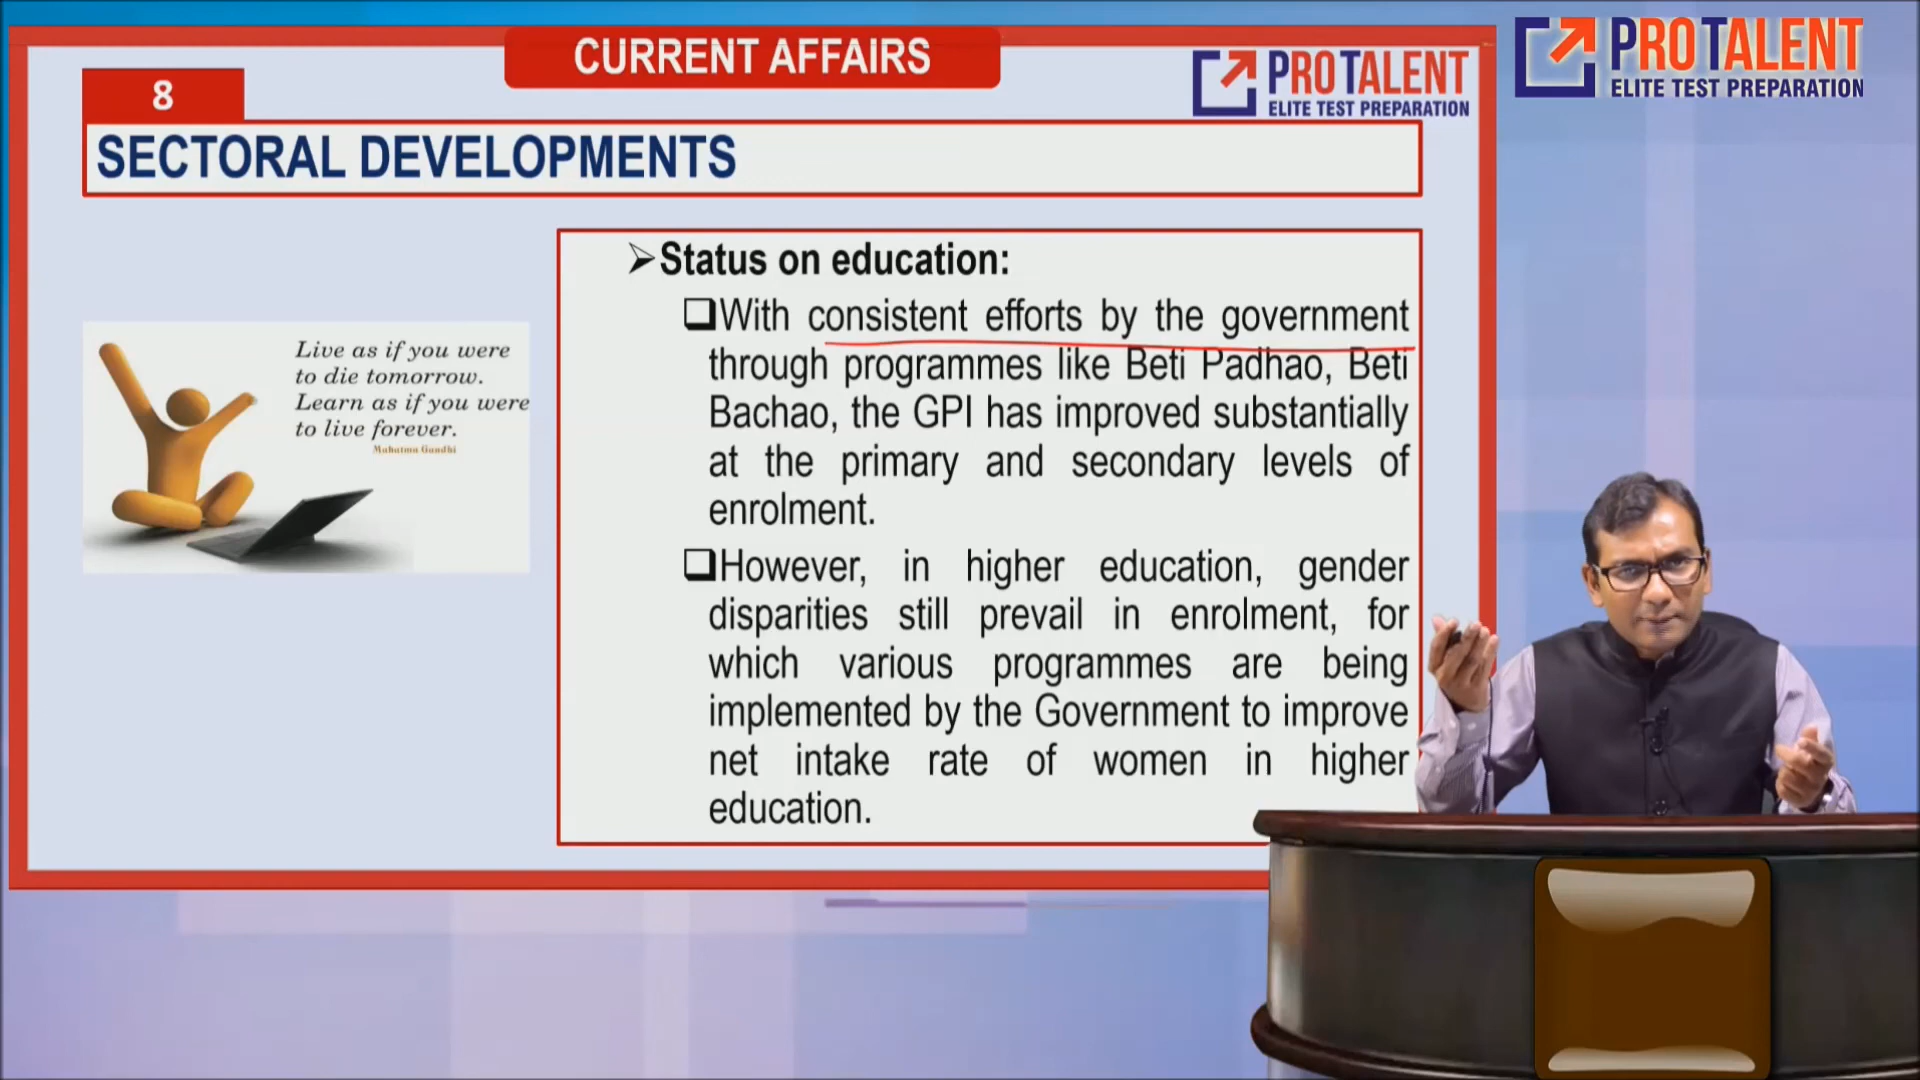 CURRENT AFFAIRS
PROTALENT
ELITE TEST PREPARATION
PROTALENT
ELITE TEST PREPARATION
8
SECTORAL DEVELOPMENTS
Live as if you were
to die tomorrow.
Learn as if you were
to live forever.
Mahatma Gandhi
Status on education:
With consistent efforts by the government
through programmes like Beti Padhao, Beti
Bachao, the GPI has improved substantially
at the primary and secondary levels of
enrolment.
However, in higher education, gender
disparities still prevail in enrolment, for
which various programmes are being
implemented by the Government to improve
net intake rate of women in higher
education.